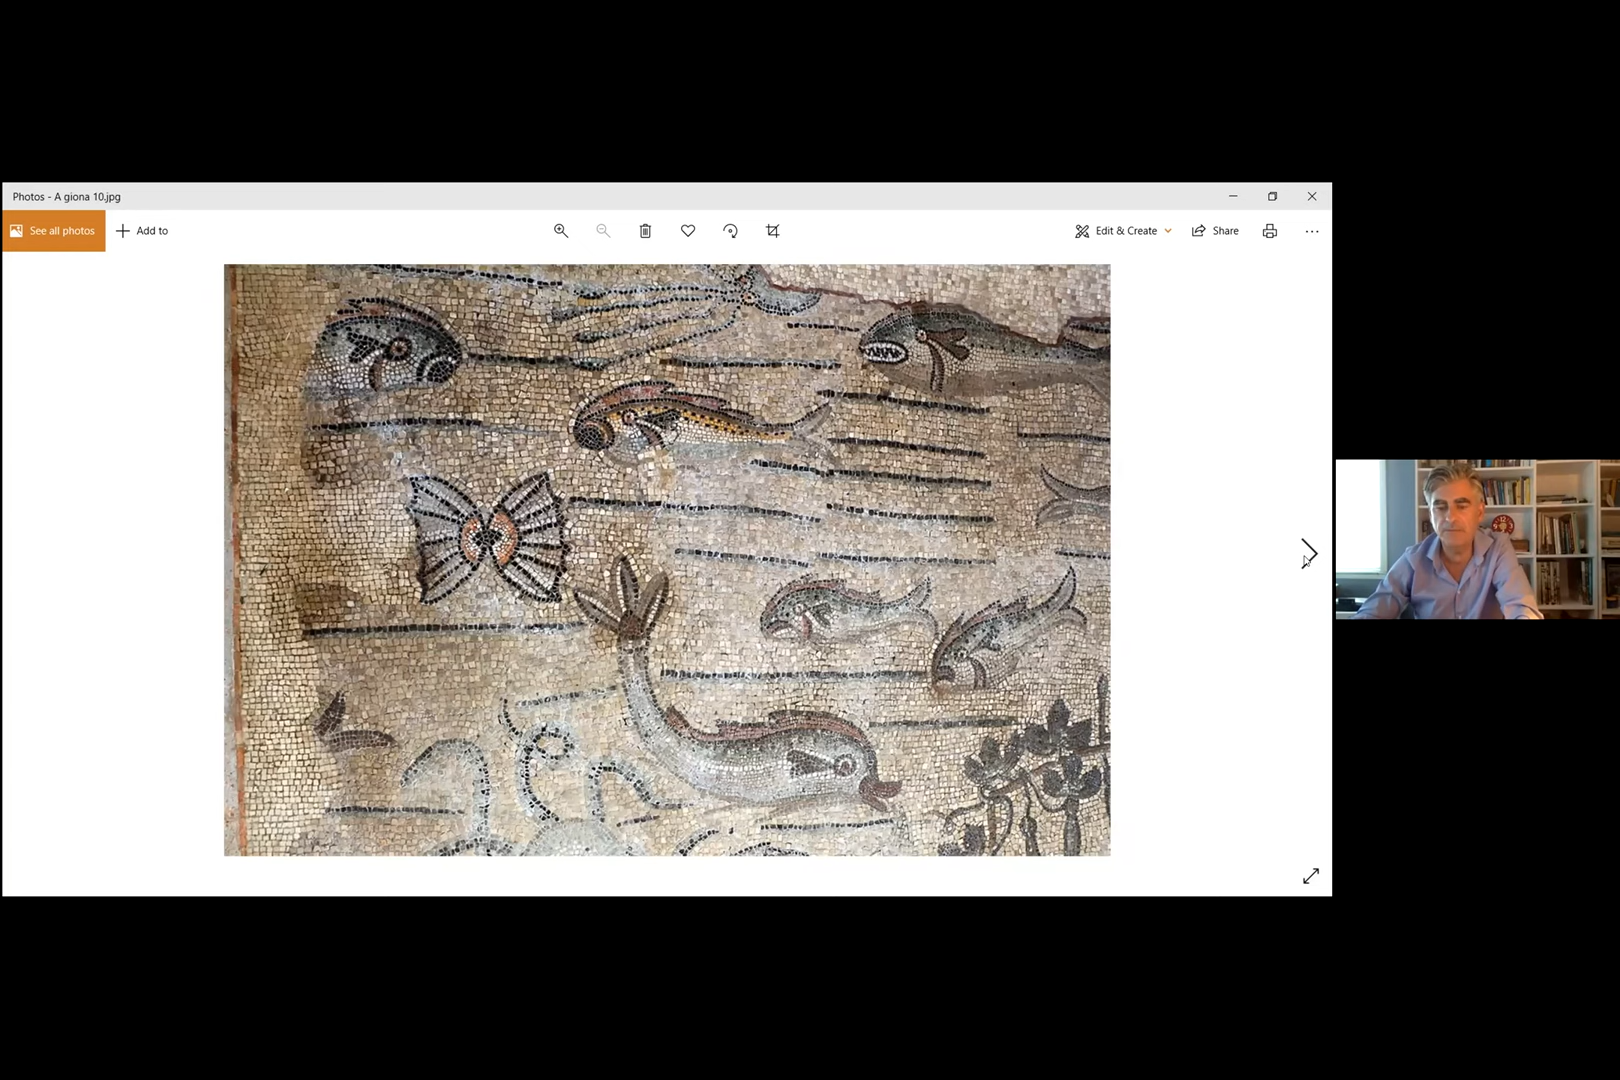 Photos - A giona 10.jpg
See all photos
Add to
Edit & Create
Share